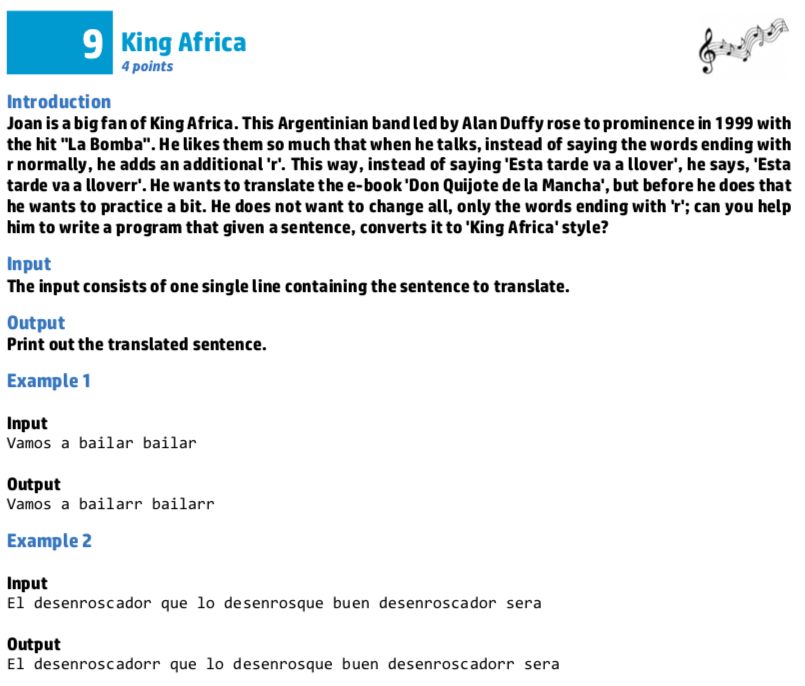 9 King Africa
4 points
Introduction
Joan is a big fan of King Africa. This Argentinian band led by Alan Duffy rose to prominence in 1999 with
the hit "La Bomba". He likes them so much that when he talks, instead of saying the words ending with
r normally, he adds an additional 'r'. This way, instead of saying 'Esta tarde va a llover', he says, 'Esta
tarde va a lloverr'. He wants to translate the e-book 'Don Quijote de la Mancha', but before he does that
he wants to practice a bit. He does not want to change all, only the words ending with 'r'; can you help
him to write a program that given a sentence, converts it to 'King Africa' style?
Input
The input consists of one single line containing the sentence to translate.
Output
Print out the translated sentence.
Example 1
Input
Vamos a bailar bailar
Output
Vamos a bailarr bailarr
Example 2
Input
El desenroscador que lo desenrosque buen desenroscador sera
Output
El desenroscadorr que lo desenrosque buen desenroscadorr sera